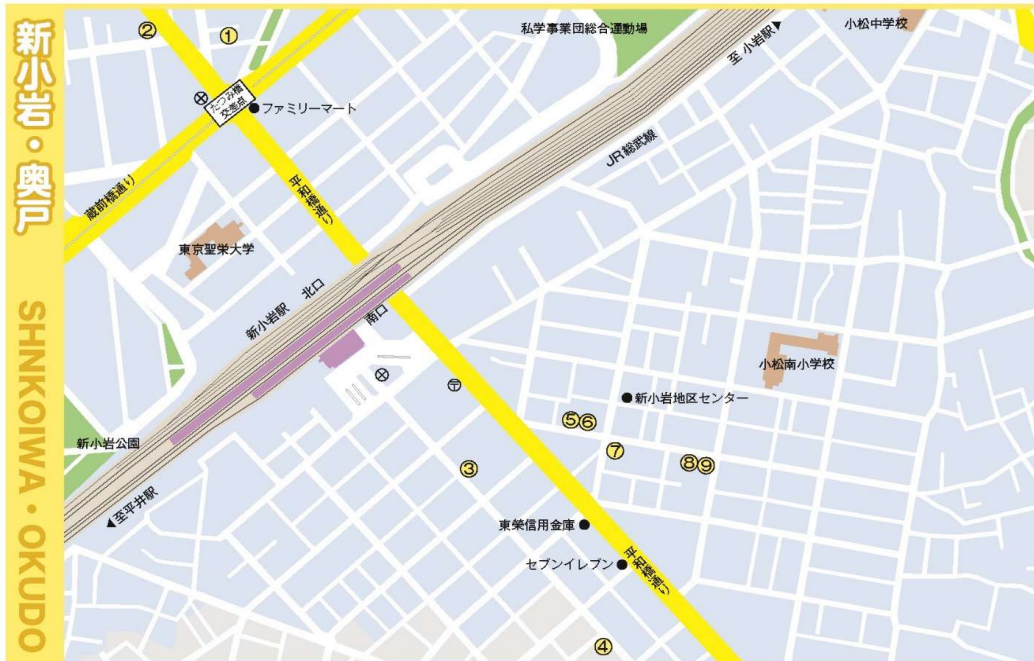 新小岩・奥戸
SHNKOIWA・OKUDO
②
①
私学事業団総合運動場
小松中学校
至 小岩駅▶
たつみ橋
交差点
ファミリーマート
JR総武線
蔵前橋通り
平和橋通り
東京聖栄大学
新小岩駅 北口
南口
小松南小学校
〒
新小岩地区センター
⑤⑥
新小岩公園
⑦
③
⑧⑨
◀至平井駅
東榮信用金庫
セブンイレブン
平和橋通り
④